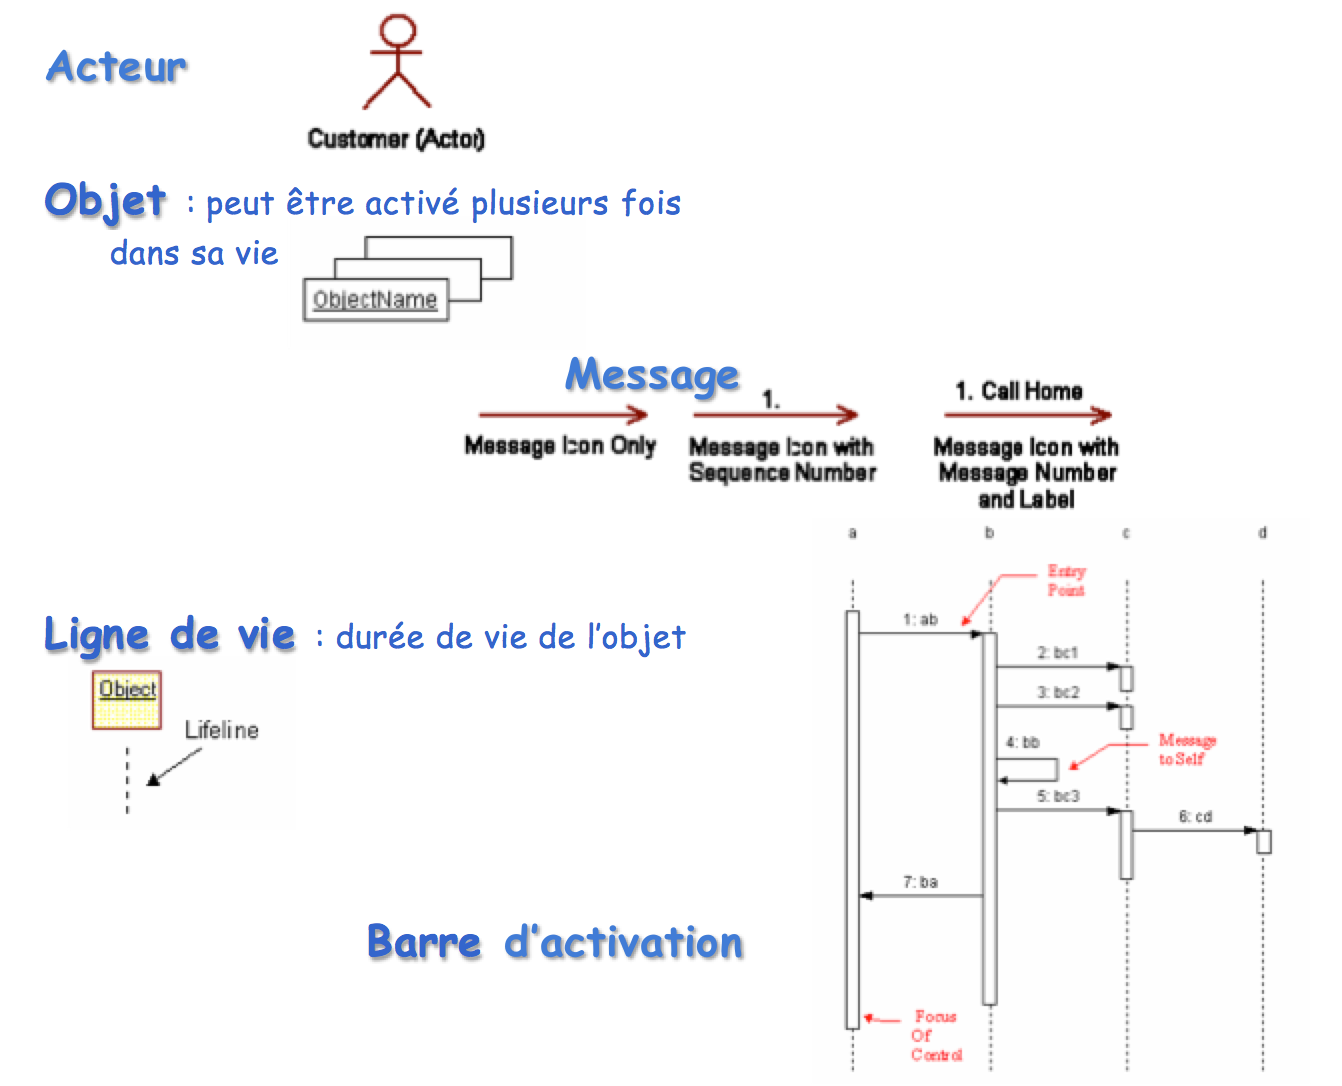 Acteur
Customer (Actor)
Objet : peut être activé plusieurs fois
dans sa vie
ObjectName
Message
1.
1. Call Home
Message Icon Only
Message Icon with
Sequence Number
Message Icon with
Message Number
and Label
a b c d
Entry
Point
1: ab
Ligne de vie : durée de vie de l'objet
2: bc1
3: bc2
Object
Lifeline
4: bb
Message
to Self
5: bc3
6: cd
7: ba
Barre d'activation
Focus
Of
Control